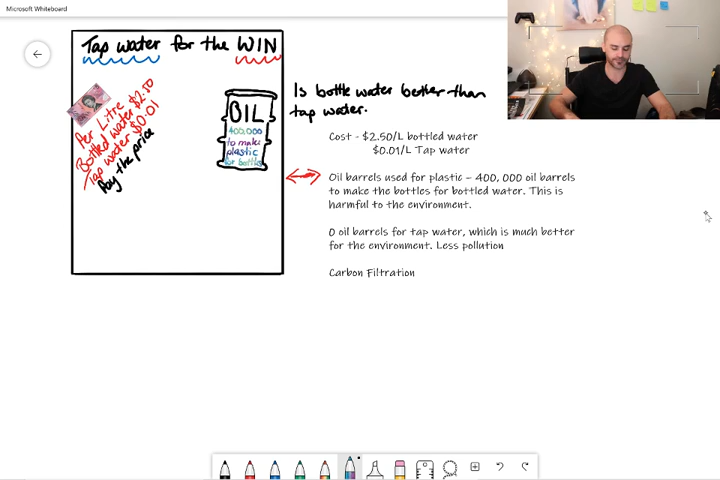 Microsoft Whiteboard
Tap water for the WIN
Per Litre
Bottled water $2.50
Tap water $0.01
Pay the price
OIL
400,000
to make
plastic
for bottles
Is bottle water better than
tap water.
Cost - $2.50/L bottled water
$0.01/L Tap water
Oil barrels used for plastic – 400, 000 oil barrels
to make the bottles for bottled water. This is
harmful to the environment.
0 oil barrels for tap water, which is much better
for the environment. Less pollution
Carbon Filtration